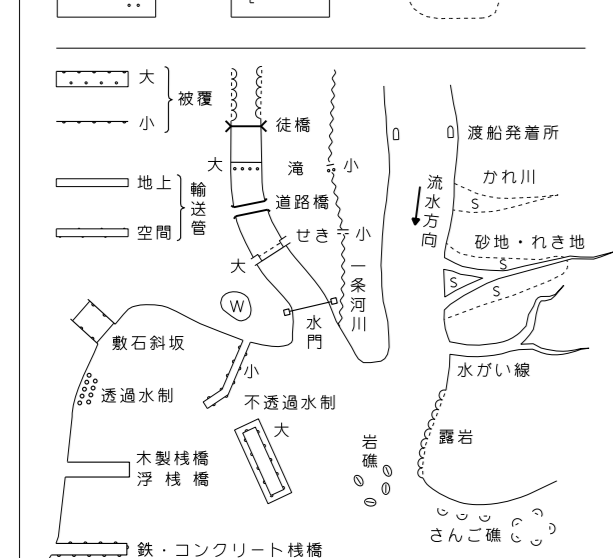 大
小
被覆
徒橋
大 滝 小
渡船発着所
地上
空間
輸送管
道路橋
流水方向
かれ川
S
せき 小
砂地・れき地
大
S
S
S
W
一条河川
水門
敷石斜坂
小
水がい線
透過水制
不透過水制
大
岩礁
露岩
木製桟橋
浮桟橋
さんご礁
鉄・コンクリート桟橋